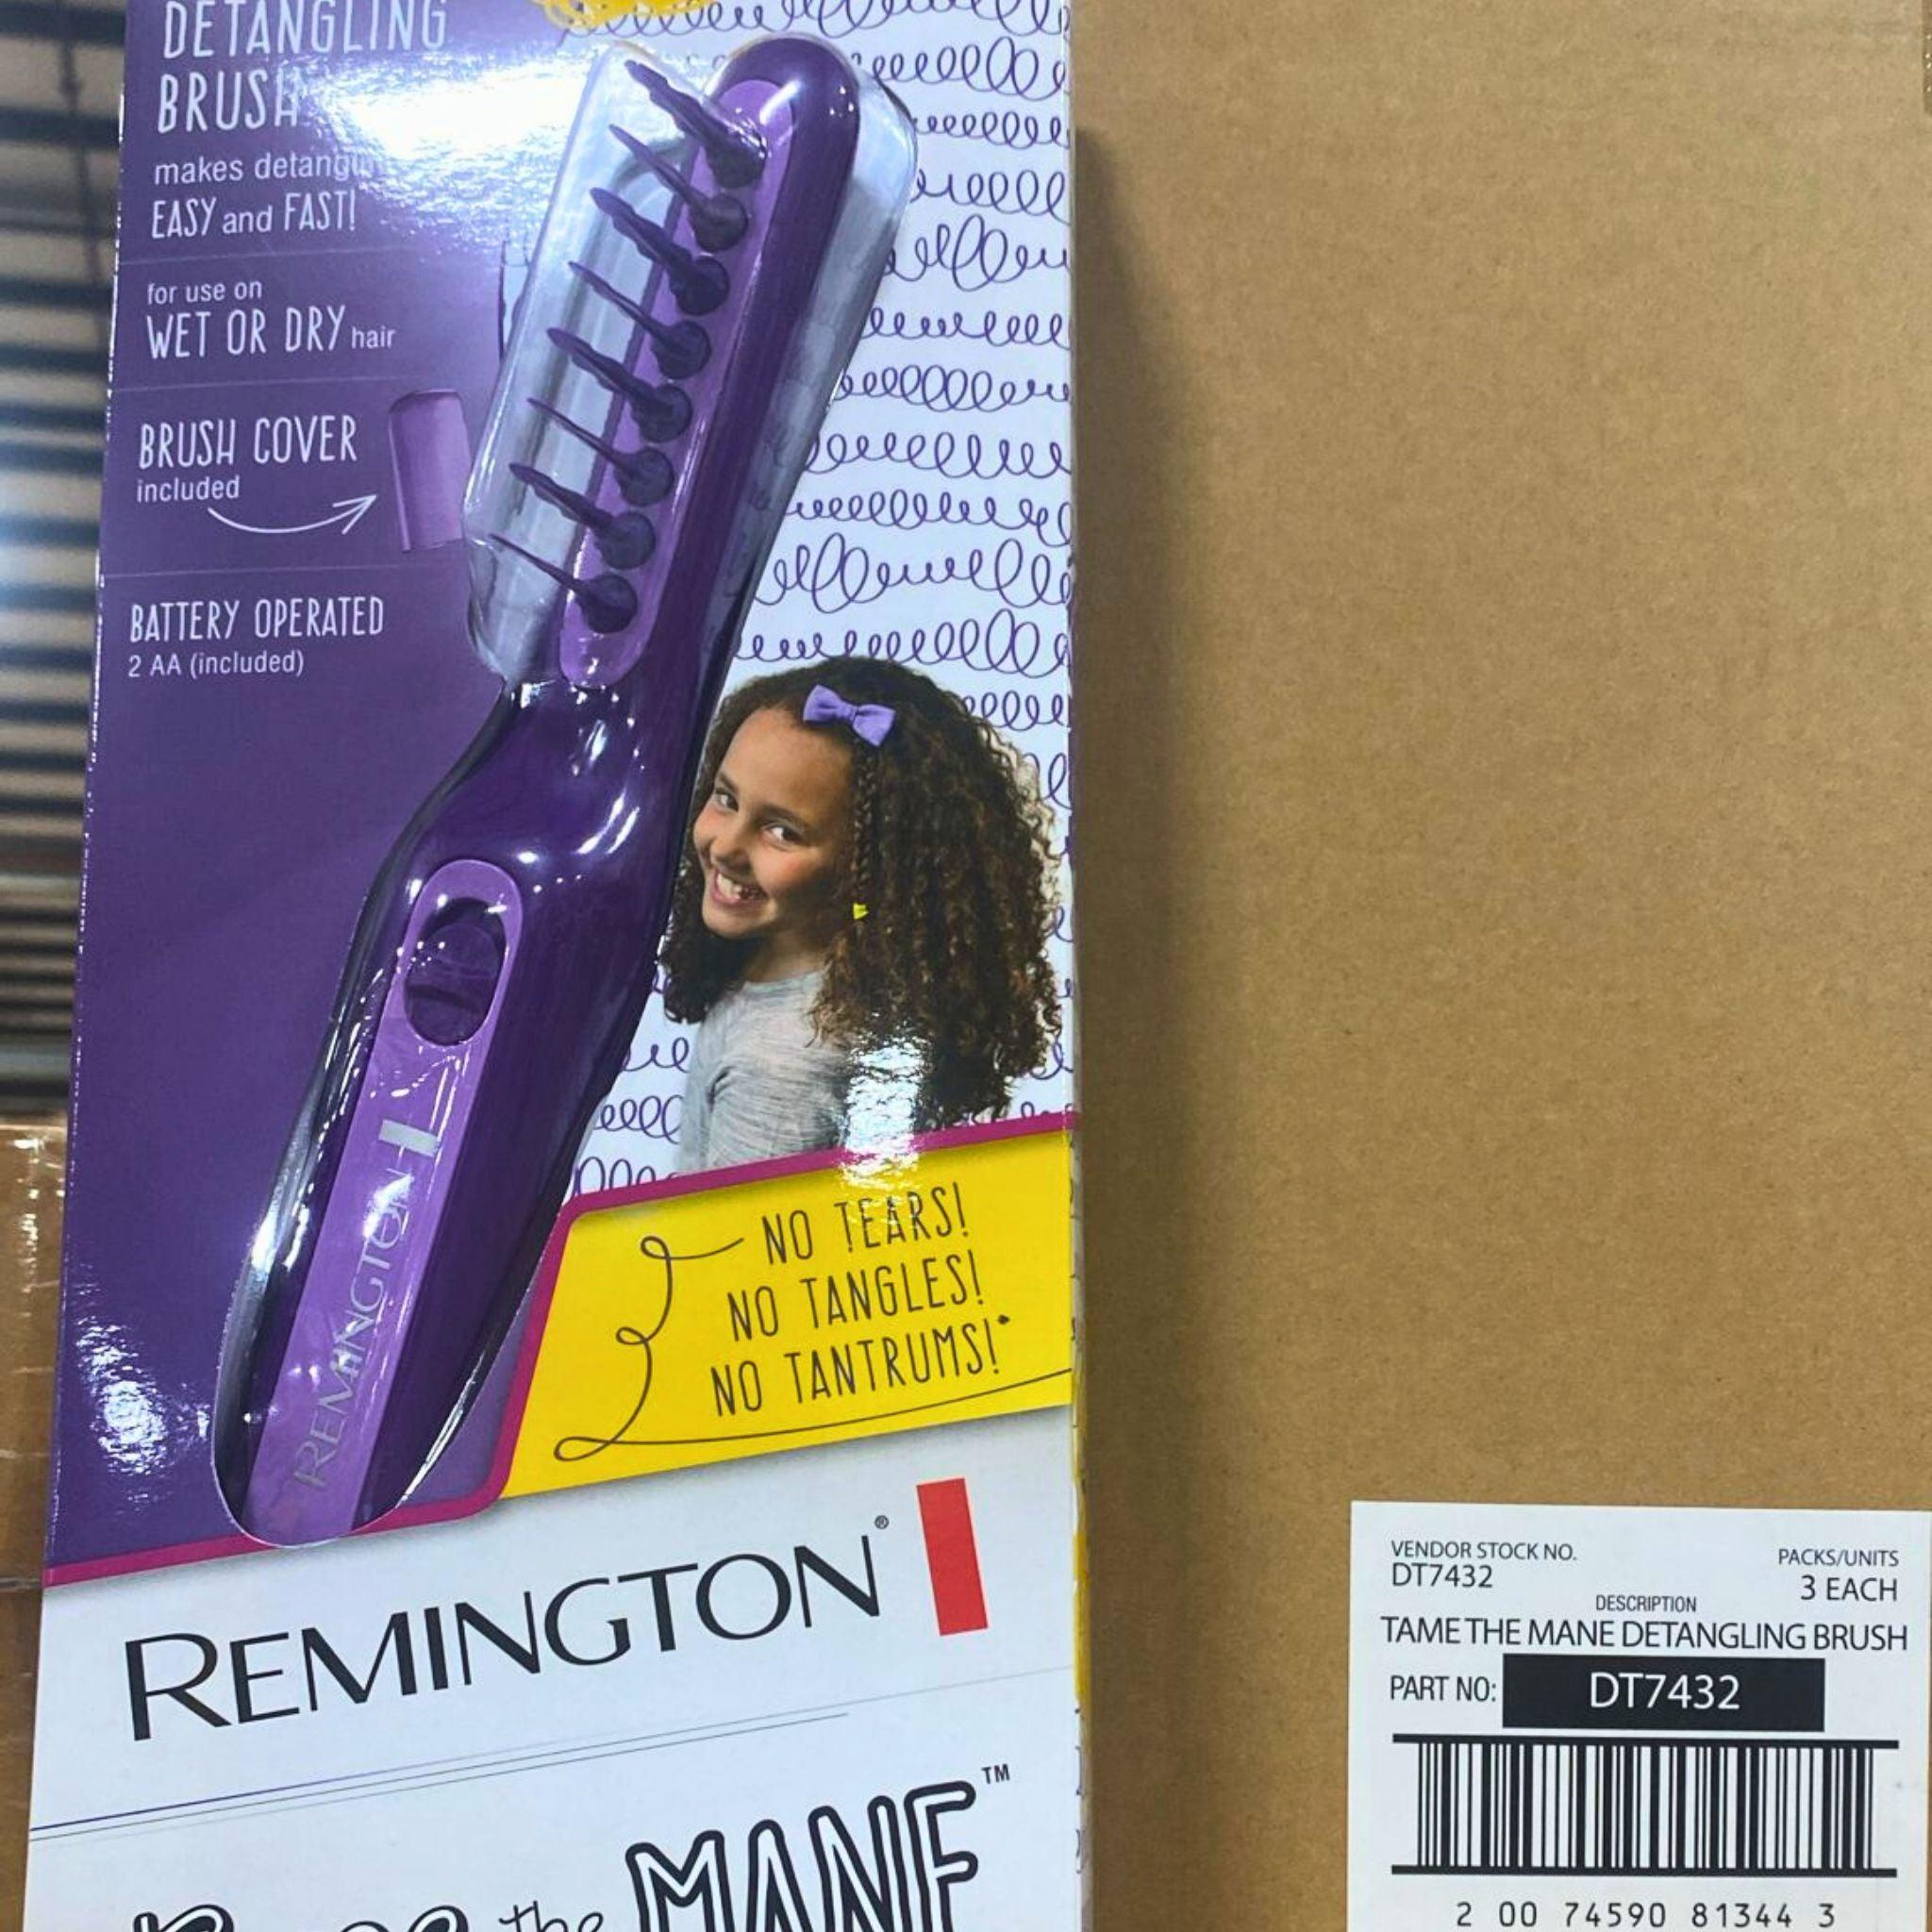 DETANGLING
BRUSH
makes detangling
EASY and FAST!
for use on
WET OR DRY hair
BRUSH COVER
included
BATTERY OPERATED
2 AA (included)
REMINGTON
NO TEARS!
NO TANGLES!
NO TANTRUMS!*
REMINGTON®
the MANE™
VENDOR STOCK NO.
DT7432
PACKS/UNITS
3 EACH
DESCRIPTION
TAME THE MANE DETANGLING BRUSH
PART NO: DT7432
2 00 74590 81344 3